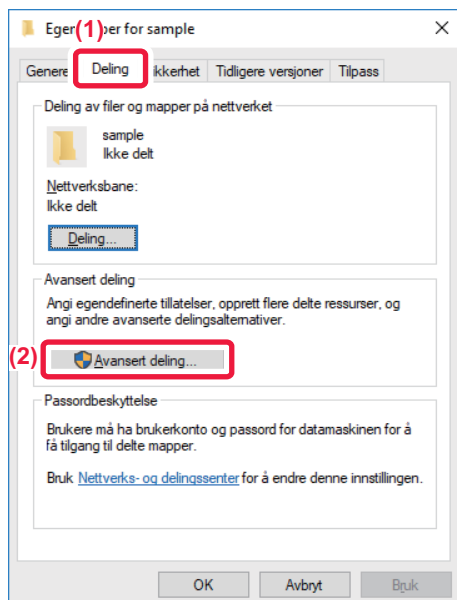 Egen per for sample
(1)
Genere Deling ikkerhet Tidligere versjoner Tilpass
Deling av filer og mapper på nettverket
sample
Ikke delt
Nettverksbane:
Ikke delt
Deling...
Avansert deling
Angi egendefinerte tillatelser, opprett flere delte ressurser, og
angi andre avanserte delingsalternativer.
(2)
Avansert deling...
Passordbeskyttelse
Brukere må ha brukerkonto og passord for datamaskinen for å
få tilgang til delte mapper.
Bruk Nettverks- og delingssenter for å endre denne innstillingen.
OK Avbryt Bruk